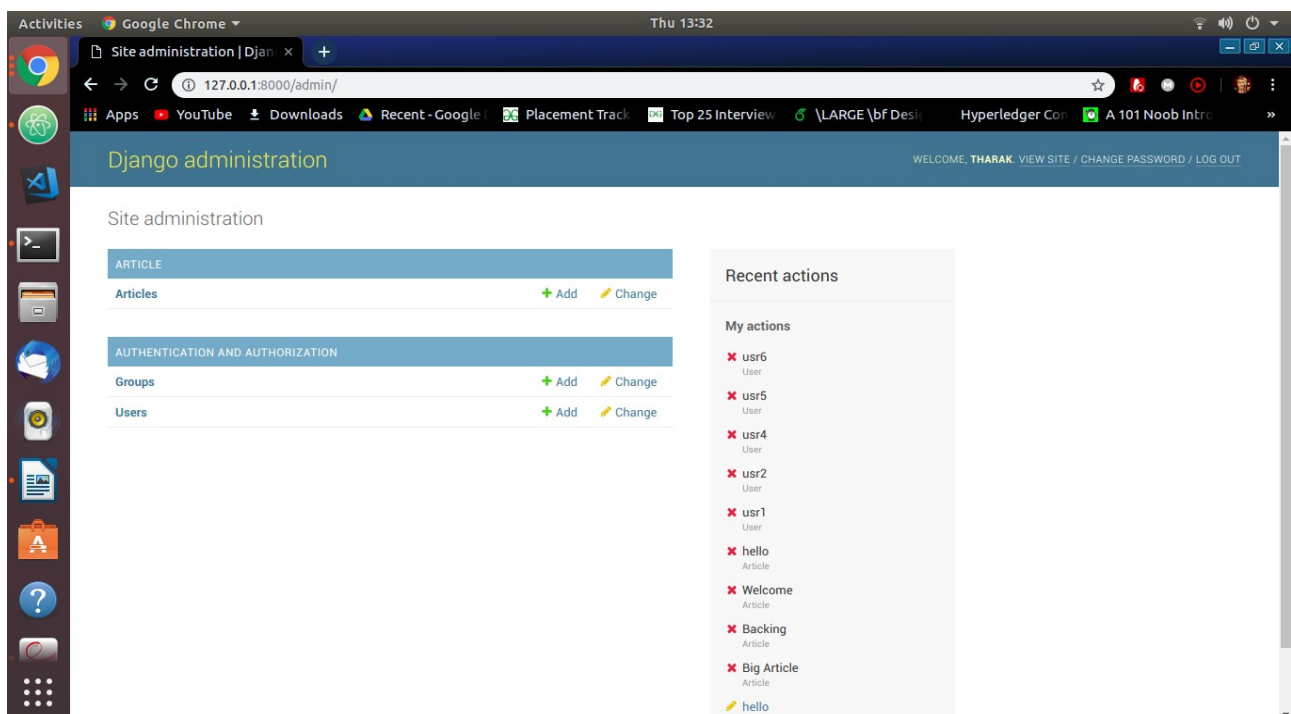 Activities Google Chrome Thu 13:32
Site administration | Djan
127.0.0.1:8000/admin/
Apps YouTube Downloads Recent - Google Placement Track Top 25 Interview \LARGE \bf Desi Hyperledger Con A 101 Noob Intro »
Django administration WELCOME, THARAK. VIEW SITE / CHANGE PASSWORD / LOG OUT
Site administration
ARTICLE
Articles Add Change
AUTHENTICATION AND AUTHORIZATION
Groups Add Change
Users Add Change
Recent actions
My actions
usr6
User
usr5
User
usr4
User
usr2
User
usr1
User
hello
Article
Welcome
Article
Backing
Article
Big Article
Article
hello